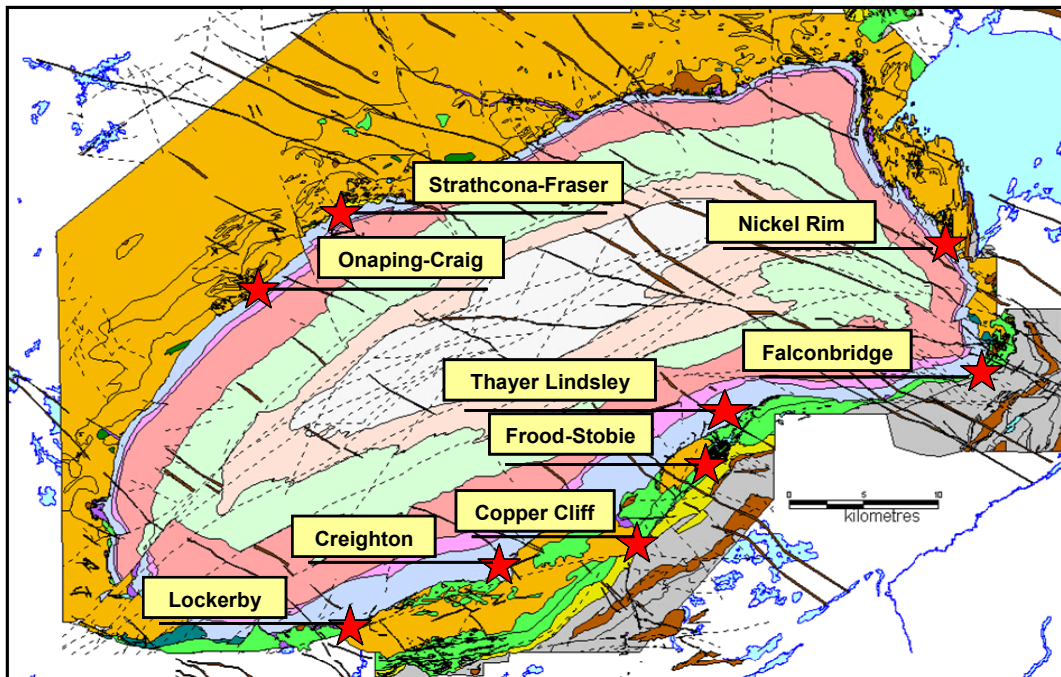 Strathcona-Fraser
Nickel Rim
Onaping-Craig
Falconbridge
Thayer Lindsley
Frood-Stobie
0 5 10
kilometres
Copper Cliff
Creighton
Lockerby